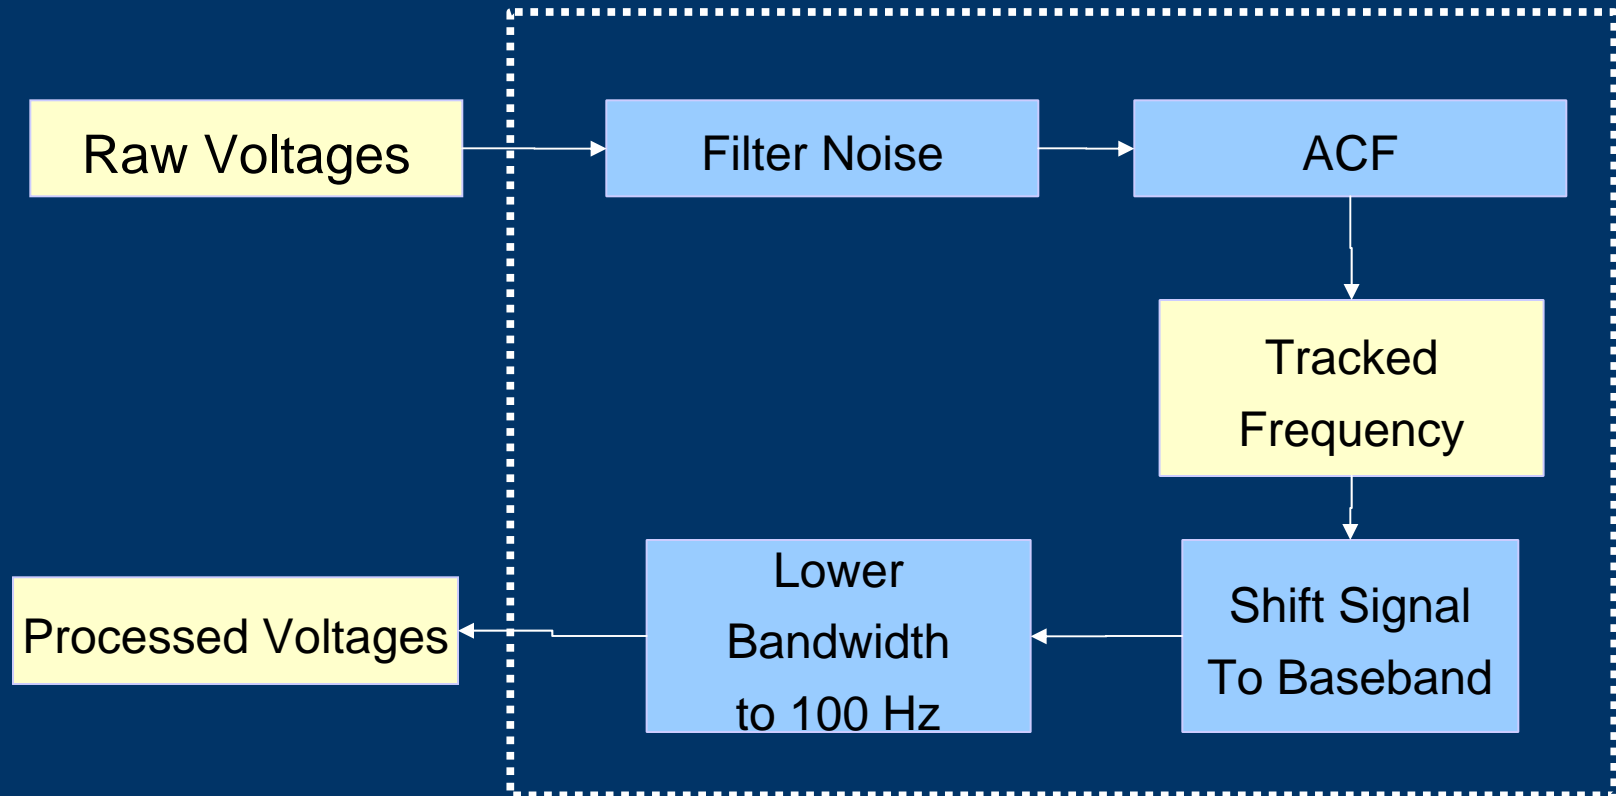 Raw Voltages
Filter Noise
ACF
Tracked
Frequency
Shift Signal
To Baseband
Lower
Bandwidth
to 100 Hz
Processed Voltages